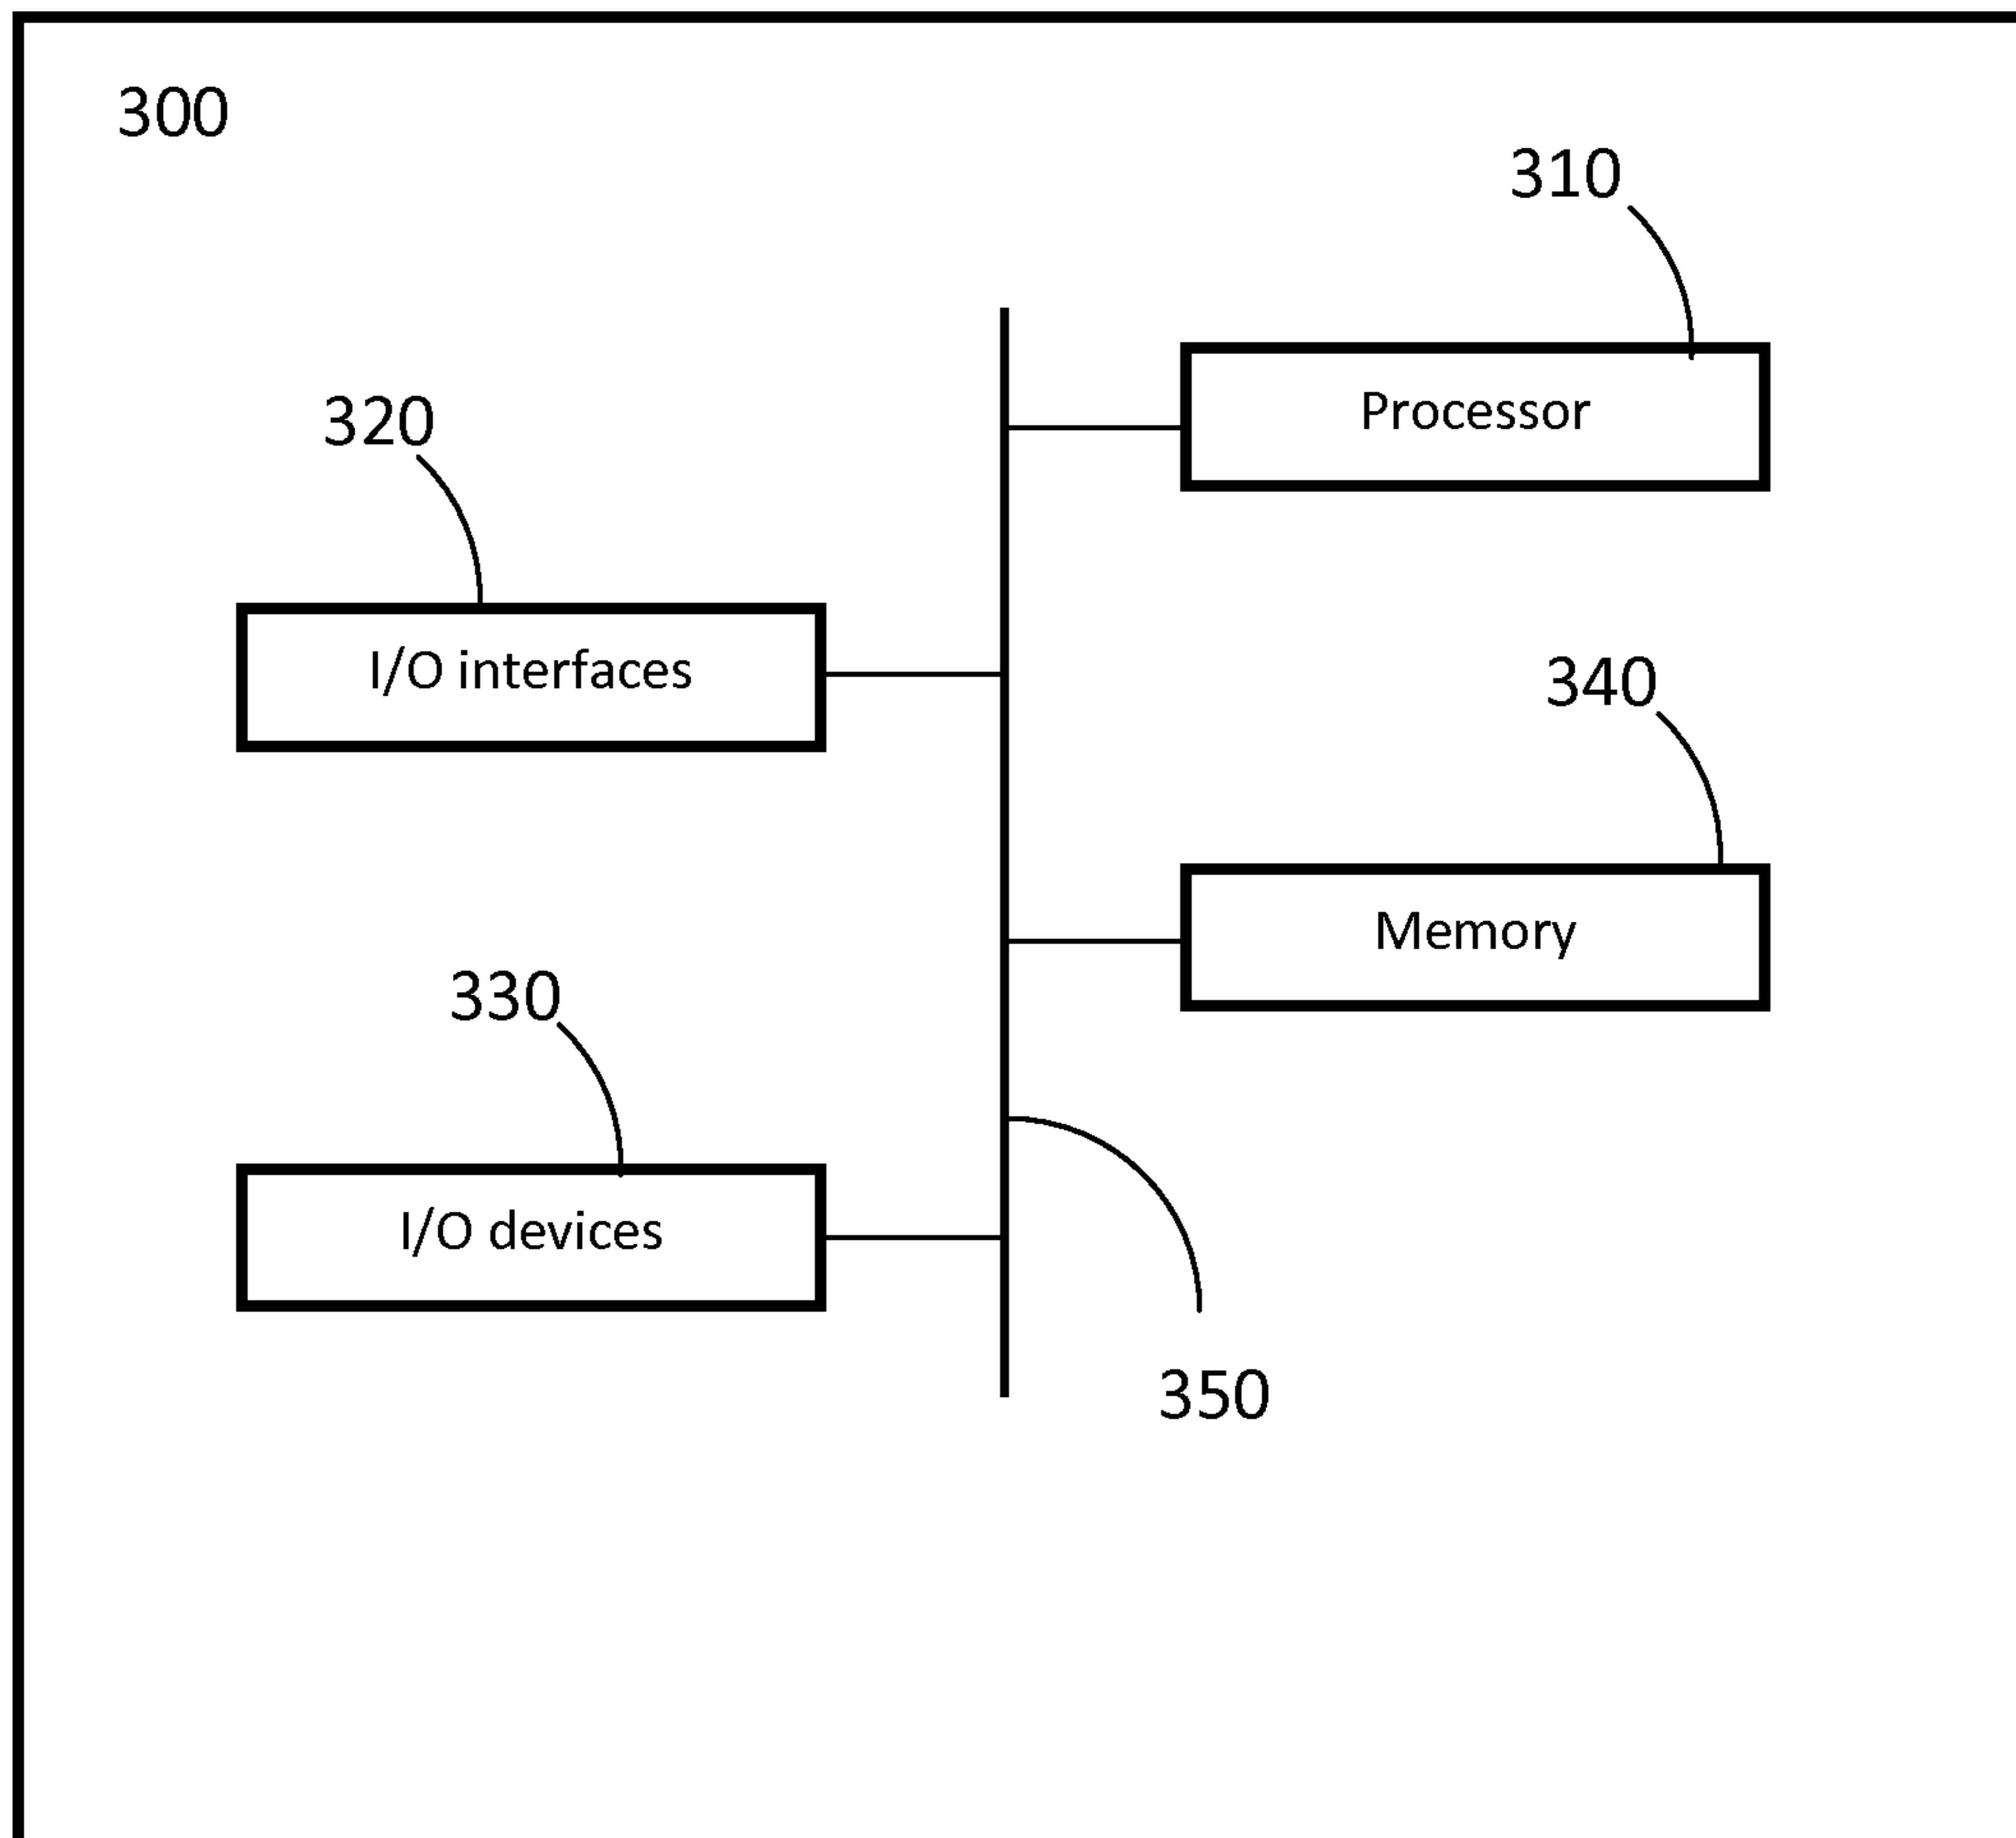 300
310
Processor
320
I/O interfaces
340
Memory
330
I/O devices
350